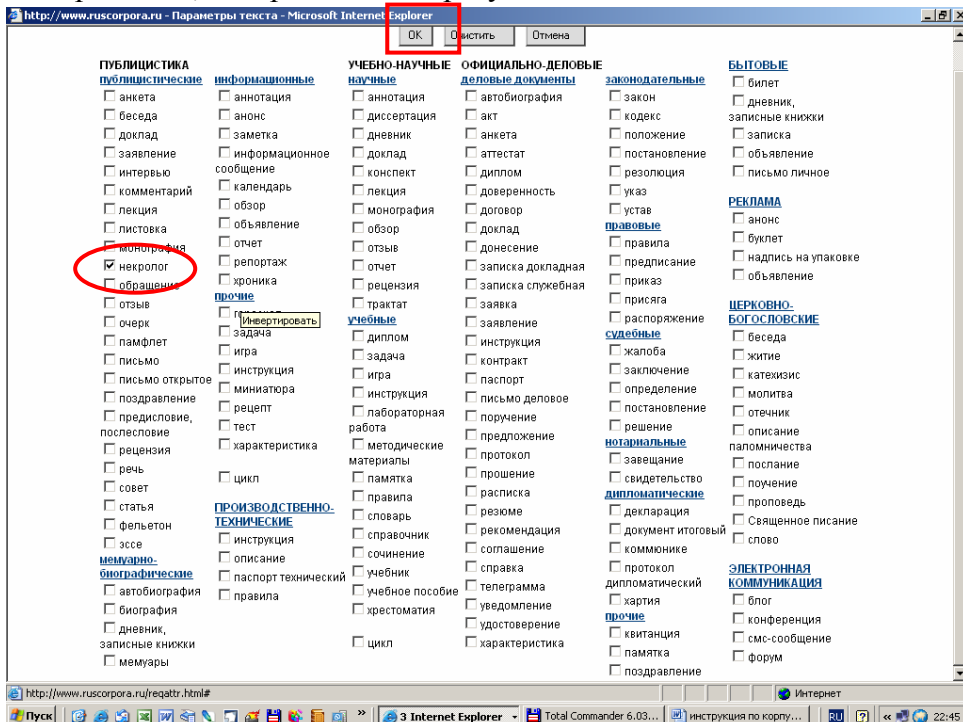 http://www.ruscorpora.ru - Параметры текста - Microsoft Internet Explorer
OK
Очистить
Отмена
ПУБЛИЦИСТИКА
публицистические
анкета
беседа
доклад
заявление
интервью
комментарий
лекция
листовка
монография
некролог
обращение
отзыв
очерк
памфлет
письмо
письмо открытое
поздравление
предисловие,
послесловие
рецензия
речь
совет
статья
фельетон
эссе
мемуарно-
биографические
автобиография
биография
дневник,
записные книжки
мемуары
информационные
аннотация
анонс
заметка
информационное
сообщение
календарь
обзор
объявление
отчет
репортаж
хроника
прочие
Инвертировать
задача
игра
инструкция
миниатюра
рецепт
тест
характеристика
цикл
ПРОИЗВОДСТВЕННО-
ТЕХНИЧЕСКИЕ
инструкция
описание
паспорт технический
правила
УЧЕБНО-НАУЧНЫЕ
научные
аннотация
диссертация
дневник
доклад
конспект
лекция
монография
обзор
отзыв
отчет
рецензия
трактат
учебные
диплом
задача
игра
инструкция
лабораторная
работа
методические
материалы
памятка
правила
словарь
справочник
сочинение
учебник
учебное пособие
хрестоматия
цикл
ОФИЦИАЛЬНО-ДЕЛОВЫЕ
деловые документы
автобиография
акт
анкета
аттестат
диплом
доверенность
договор
доклад
донесение
записка докладная
записка служебная
заявка
заявление
инструкция
контракт
паспорт
письмо деловое
поручение
предложение
протокол
прошение
расписка
резюме
рекомендация
соглашение
справка
телеграмма
уведомление
удостоверение
характеристика
законодательные
закон
кодекс
положение
постановление
резолюция
указ
устав
правовые
правила
предписание
приказ
присяга
распоряжение
судебные
жалоба
заключение
определение
постановление
решение
нотариальные
завещание
свидетельство
дипломатические
декларация
документ итоговый
коммюнике
протокол
дипломатический
хартия
прочие
квитанция
памятка
поздравление
БЫТОВЫЕ
билет
дневник,
записные книжки
записка
объявление
письмо личное
РЕКЛАМА
анонс
буклет
надпись на упаковке
объявление
ЦЕРКОВНО-
БОГОСЛОВСКИЕ
беседа
житие
катехизис
молитва
отечник
описание
паломничества
послание
поучение
проповедь
Священное писание
слово
ЭЛЕКТРОННАЯ
КОММУНИКАЦИЯ
блог
конференция
смс-сообщение
форум
http://www.ruscorpora.ru/reqattr.html#
Интернет
Пуск
3 Internet Explorer
Total Commander 6.03...
инструкция по корпу...
RU
22:45